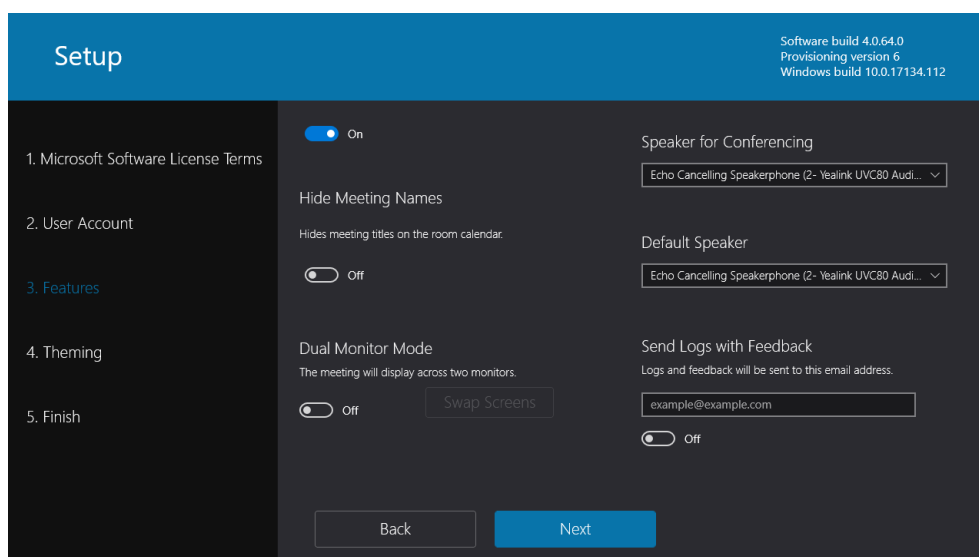 Setup
Software build 4.0.64.0
Provisioning version 6
Windows build 10.0.17134.112
1. Microsoft Software License Terms
2. User Account
3. Features
4. Theming
5. Finish
On
Hide Meeting Names
Hides meeting titles on the room calendar.
Off
Dual Monitor Mode
The meeting will display across two monitors.
Off
Swap Screens
Speaker for Conferencing
Echo Cancelling Speakerphone (2- Yealink UVC80 Audi...
Default Speaker
Echo Cancelling Speakerphone (2- Yealink UVC80 Audi...
Send Logs with Feedback
Logs and feedback will be sent to this email address.
example@example.com
Off
Back
Next